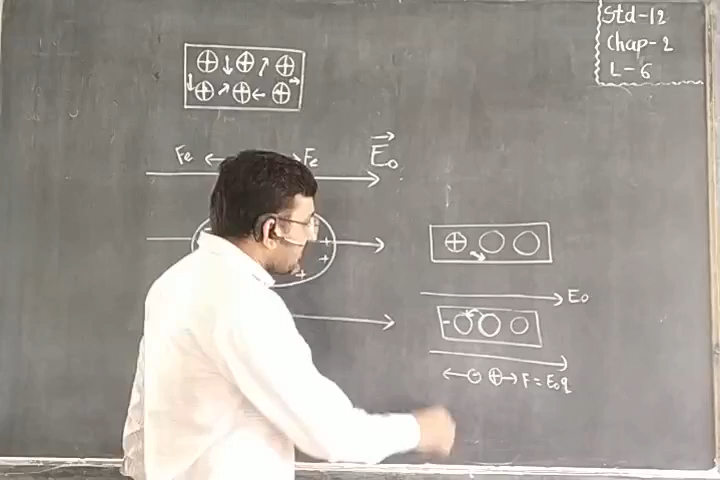 Std-12
Chap-2
L-6
Fe Fe E₀
E₀
F = E₀q